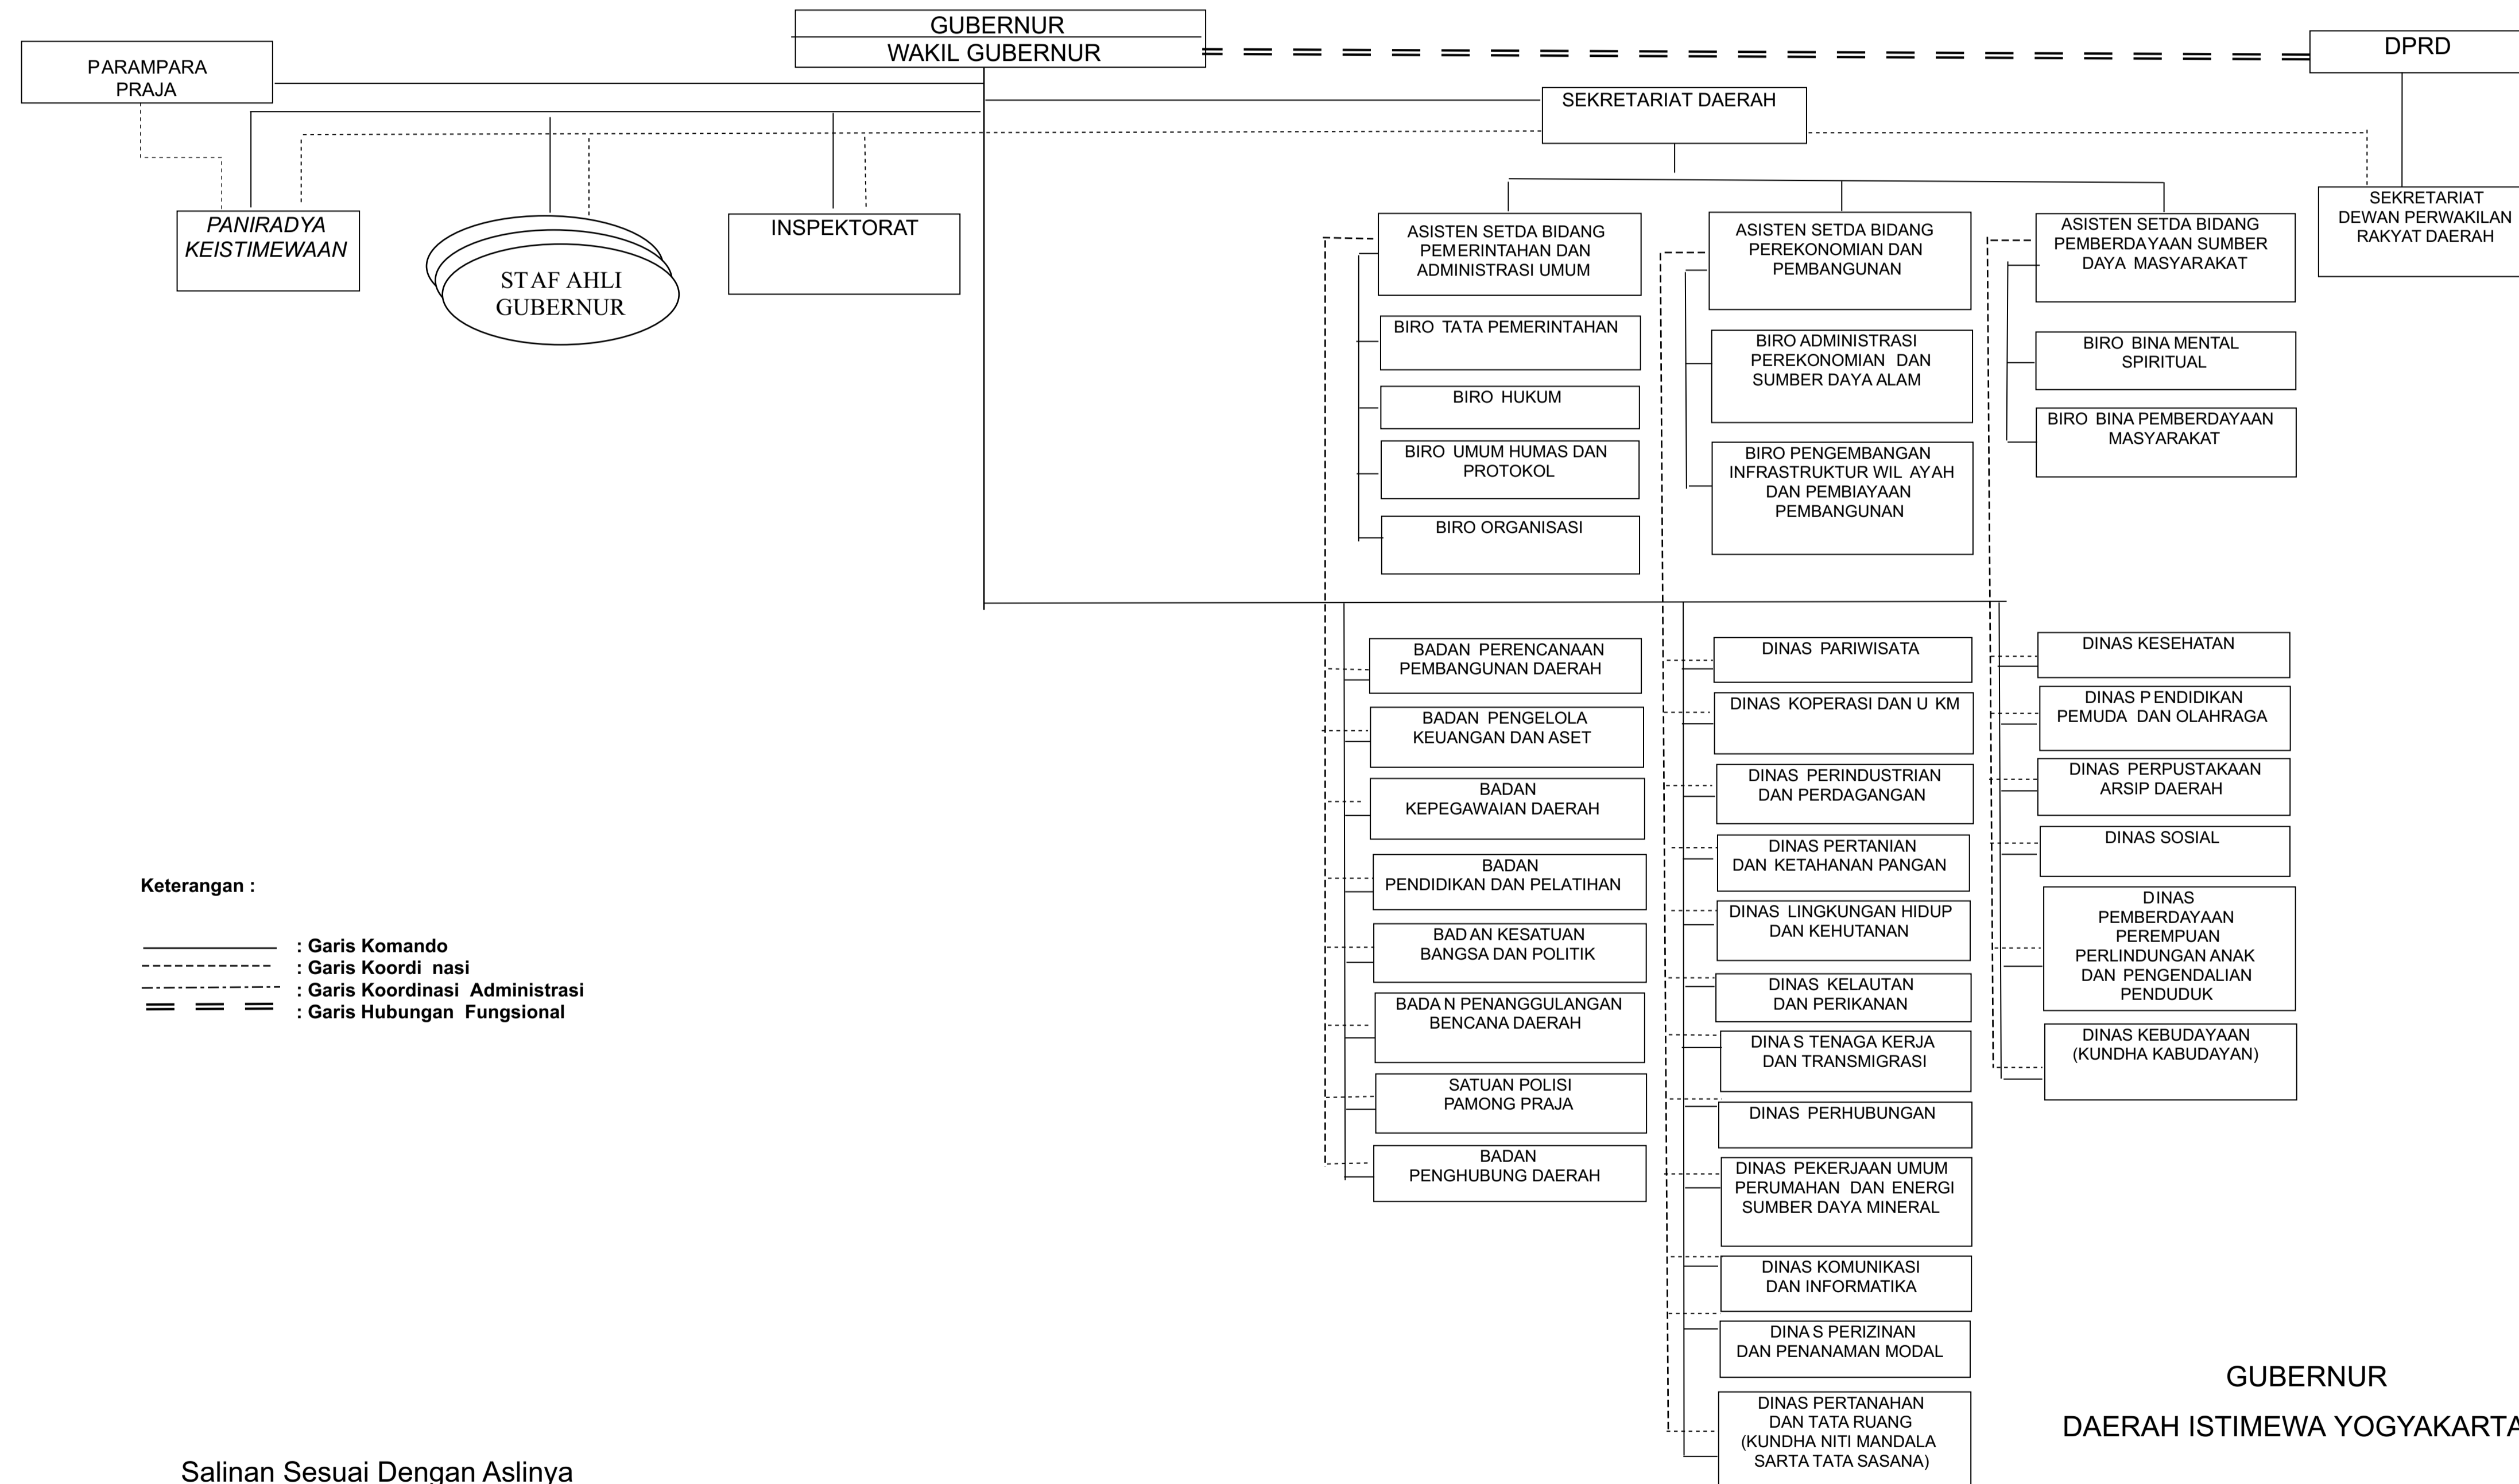 GUBERNUR
WAKIL GUBERNUR
DPRD
PARAMPARA
PRAJA
SEKRETARIAT DAERAH
PANIRADYA
KEISTIMEWAAN
STAF AHLI
GUBERNUR
INSPEKTORAT
ASISTEN SETDA BIDANG
PEMERINTAHAN DAN
ADMINISTRASI UMUM
ASISTEN SETDA BIDANG
PEREKONOMIAN DAN
PEMBANGUNAN
ASISTEN SETDA BIDANG
PEMBERDAYAAN SUMBER
DAYA MASYARAKAT
SEKRETARIAT
DEWAN PERWAKILAN
RAKYAT DAERAH
BIRO TATA PEMERINTAHAN
BIRO HUKUM
BIRO UMUM HUMAS DAN
PROTOKOL
BIRO ORGANISASI
BIRO ADMINISTRASI
PEREKONOMIAN DAN
SUMBER DAYA ALAM
BIRO PENGEMBANGAN
INFRASTRUKTUR WIL AYAH
DAN PEMBIAYAAN
PEMBANGUNAN
BIRO BINA MENTAL
SPIRITUAL
BIRO BINA PEMBERDAYAAN
MASYARAKAT
BADAN PERENCANAAN
PEMBANGUNAN DAERAH
BADAN PENGELOLA
KEUANGAN DAN ASET
BADAN
KEPEGAWAIAN DAERAH
BADAN
PENDIDIKAN DAN PELATIHAN
BAD AN KESATUAN
BANGSA DAN POLITIK
BADA N PENANGGULANGAN
BENCANA DAERAH
SATUAN POLISI
PAMONG PRAJA
BADAN
PENGHUBUNG DAERAH
DINAS PARIWISATA
DINAS KOPERASI DAN U KM
DINAS PERINDUSTRIAN
DAN PERDAGANGAN
DINAS PERTANIAN
DAN KETAHANAN PANGAN
DINAS LINGKUNGAN HIDUP
DAN KEHUTANAN
DINAS KELAUTAN
DAN PERIKANAN
DINA S TENAGA KERJA
DAN TRANSMIGRASI
DINAS PERHUBUNGAN
DINAS PEKERJAAN UMUM
PERUMAHAN DAN ENERGI
SUMBER DAYA MINERAL
DINAS KOMUNIKASI
DAN INFORMATIKA
DINA S PERIZINAN
DAN PENANAMAN MODAL
DINAS PERTANAHAN
DAN TATA RUANG
(KUNDHA NITI MANDALA
SARTA TATA SASANA)
DINAS KESEHATAN
DINAS P ENDIDIKAN
PEMUDA DAN OLAHRAGA
DINAS PERPUSTAKAAN
ARSIP DAERAH
DINAS SOSIAL
DINAS
PEMBERDAYAAN
PEREMPUAN
PERLINDUNGAN ANAK
DAN PENGENDALIAN
PENDUDUK
DINAS KEBUDAYAAN
(KUNDHA KABUDAYAN)
Keterangan :
: Garis Komando
: Garis Koordi nasi
: Garis Koordinasi Administrasi
: Garis Hubungan Fungsional
GUBERNUR
DAERAH ISTIMEWA YOGYAKARTA
Salinan Sesuai Dengan Aslinya